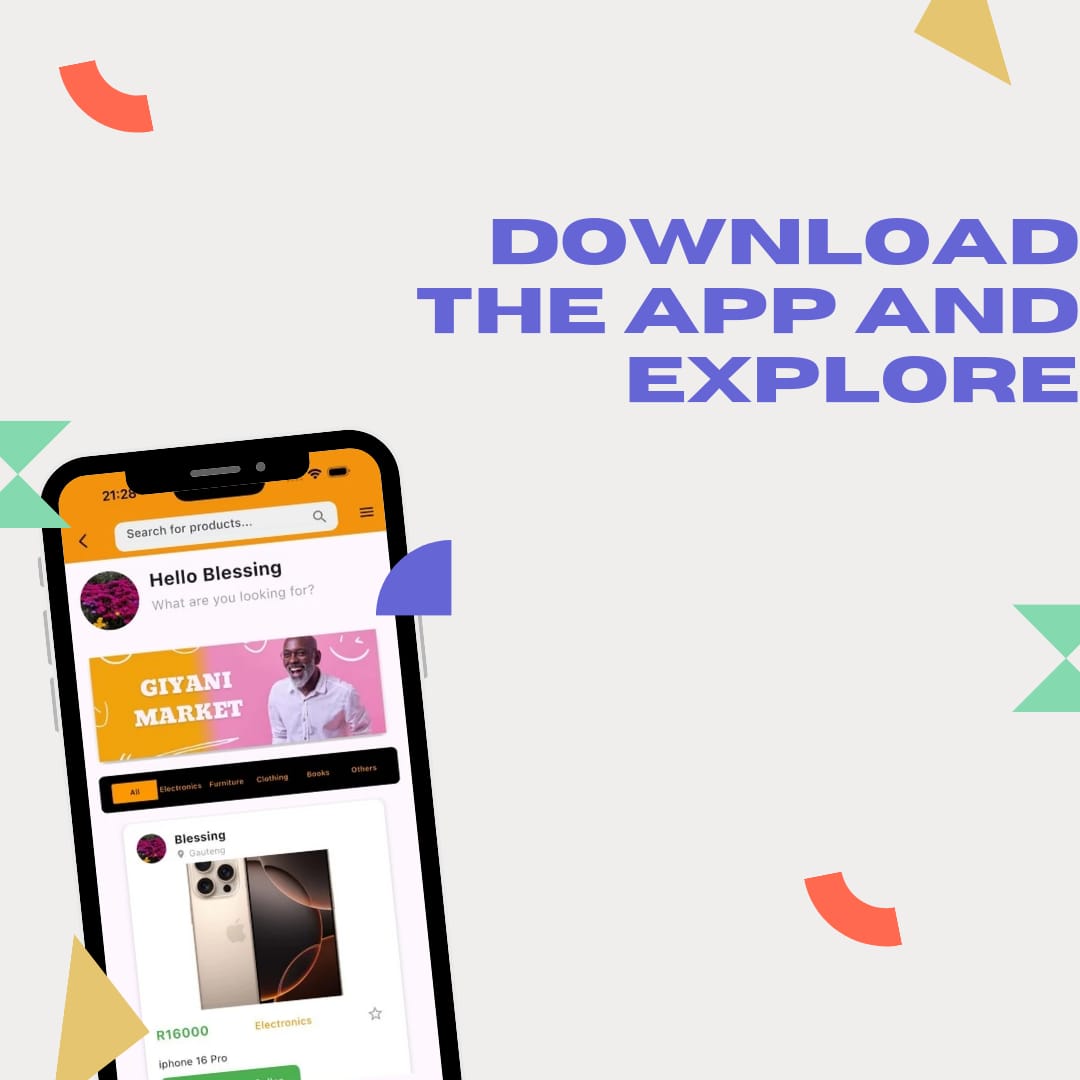 DOWNLOAD
THE APP AND
EXPLORE
21:28
Search for products...
Hello Blessing
What are you looking for?
GIYANI
MARKET
All Electronics Furniture Clothing Books Others
Blessing
Gauteng
R16000 Electronics
iphone 16 Pro